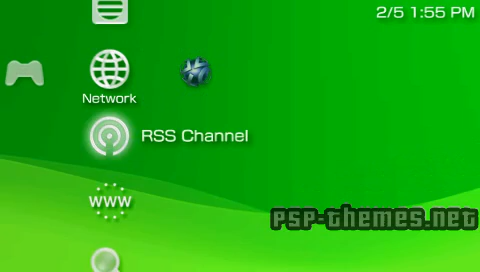 2/5 1:55 PM
Network
RSS Channel
WWW
PSP-themes.net